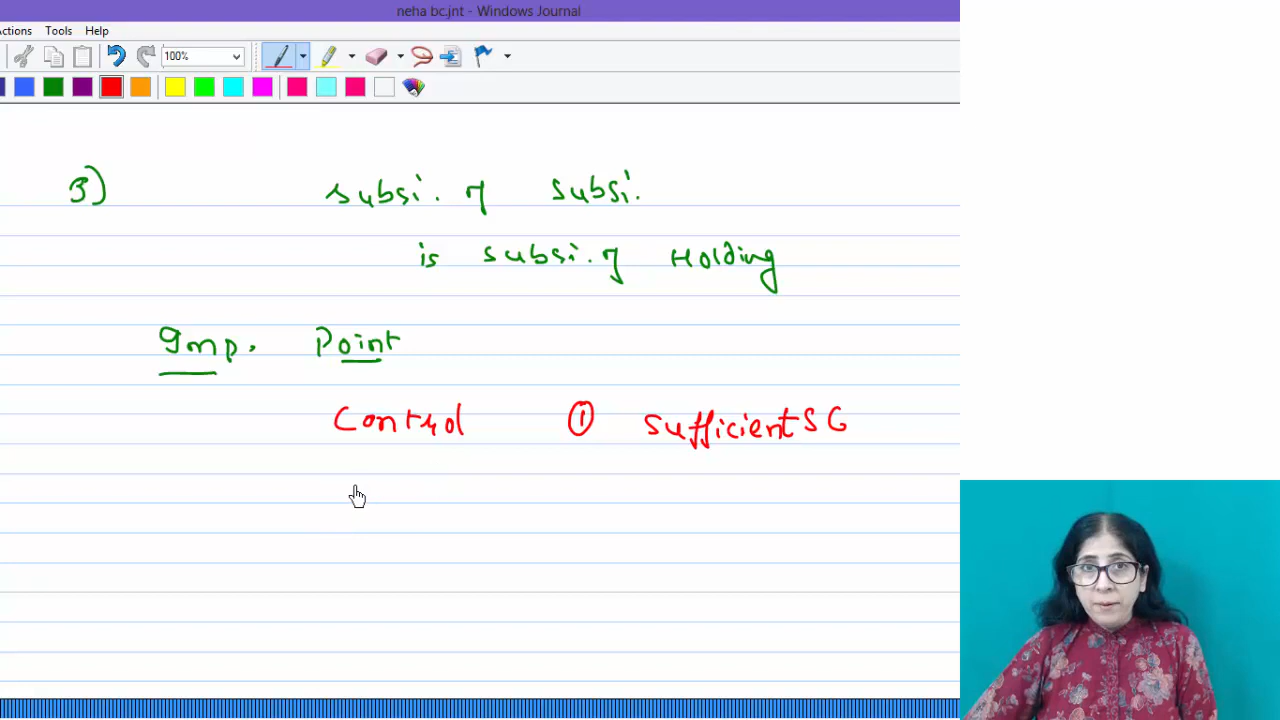 neha bc.jnt - Windows Journal
Actions Tools Help
100%
3) subsi. of subsi.
is subsi. of Holding
Imp. Point
Control ① sufficient SC